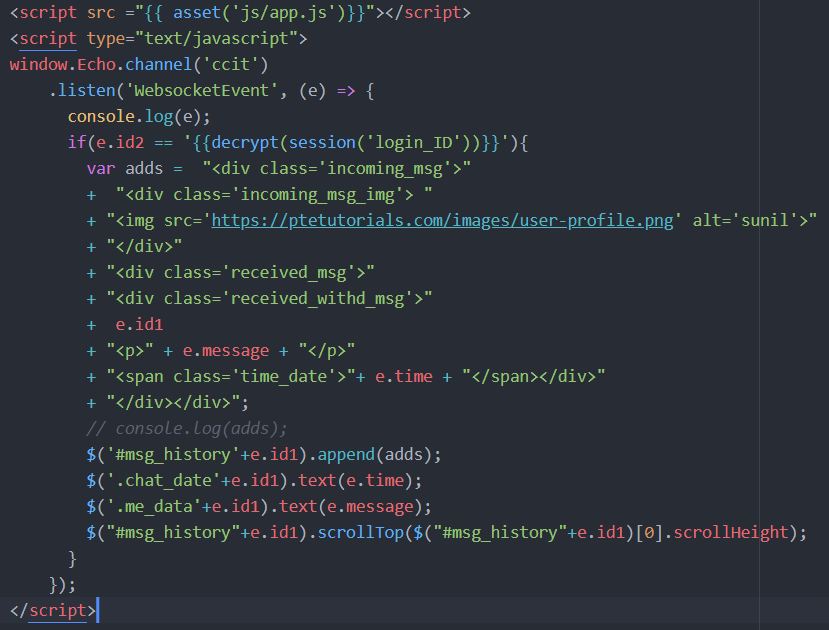 <script src ="{{ asset('js/app.js')}}"></script>
<script type="text/javascript">
window.Echo.channel('ccit')
    .listen('WebsocketEvent', (e) => {
      console.log(e);
      if(e.id2 == '{{decrypt(session('login_ID'))}}'){
        var adds =  "<div class='incoming_msg'>"
        +  "<div class='incoming_msg_img'> "
        + "<img src='https://ptetutorials.com/images/user-profile.png' alt='sunil'>"
        + "</div>"
        + "<div class='received_msg'>"
        + "<div class='received_withd_msg'>"
        +  e.id1
        + "<p>" + e.message + "</p>"
        + "<span class='time_date'>"+ e.time + "</span></div>"
        + "</div></div>";
        // console.log(adds);
        $('#msg_history'+e.id1).append(adds);
        $('.chat_date'+e.id1).text(e.time);
        $('.me_data'+e.id1).text(e.message);
        $("#msg_history"+e.id1).scrollTop($("#msg_history"+e.id1)[0].scrollHeight);
      }
    });
</script>